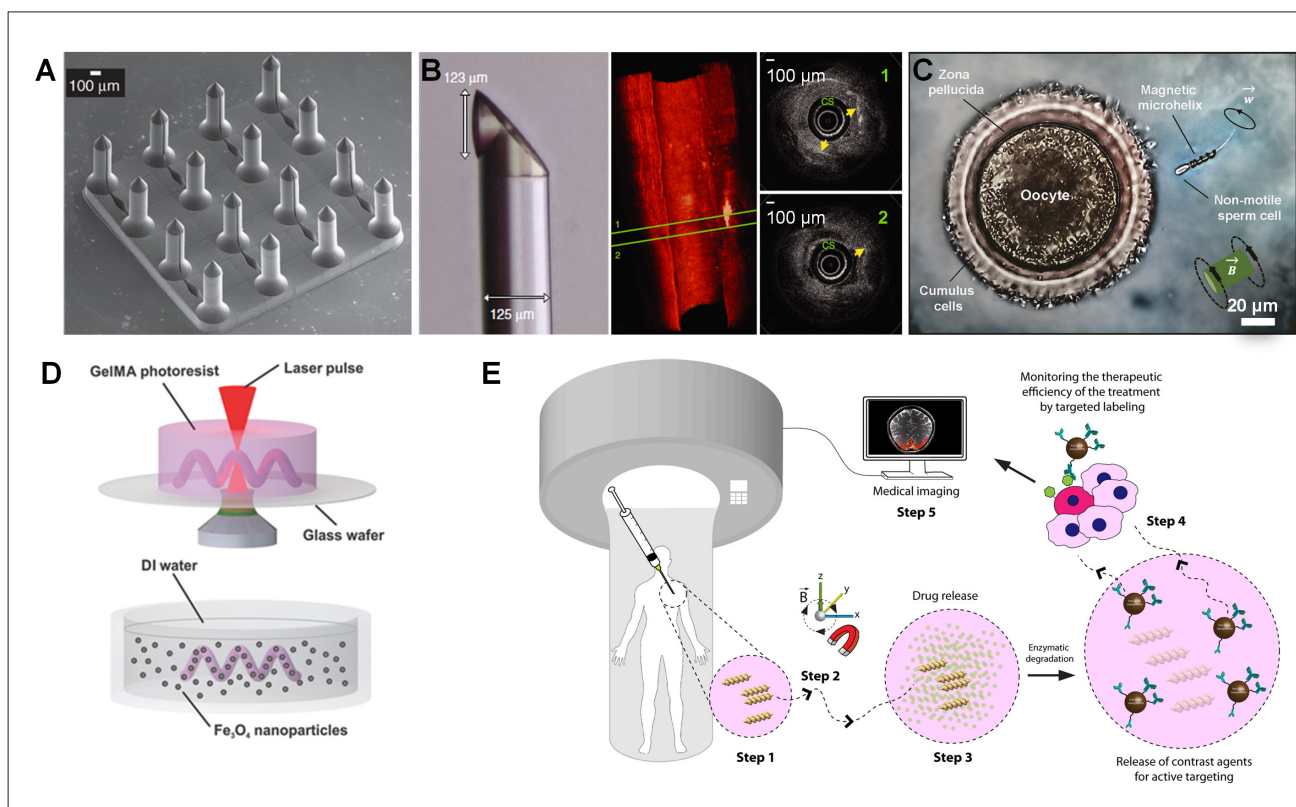 A
100 µm
B
123 µm
125 µm
1
2
100 µm
1
CS
100 µm
2
CS
C
Zona
pellucida
Magnetic
microhelix
w
Oocyte
Non-motile
sperm cell
B
Cumulus
cells
20 µm
D
GelMA photoresist
Laser pulse
Glass wafer
DI water
Fe₃O₄ nanoparticles
E
Monitoring the therapeutic
efficiency of the treatment
by targeted labeling
Medical imaging
Step 5
Step 4
z
y
B
x
Drug release
Step 2
Enzymatic
degradation
Step 1
Step 3
Release of contrast agents
for active targeting